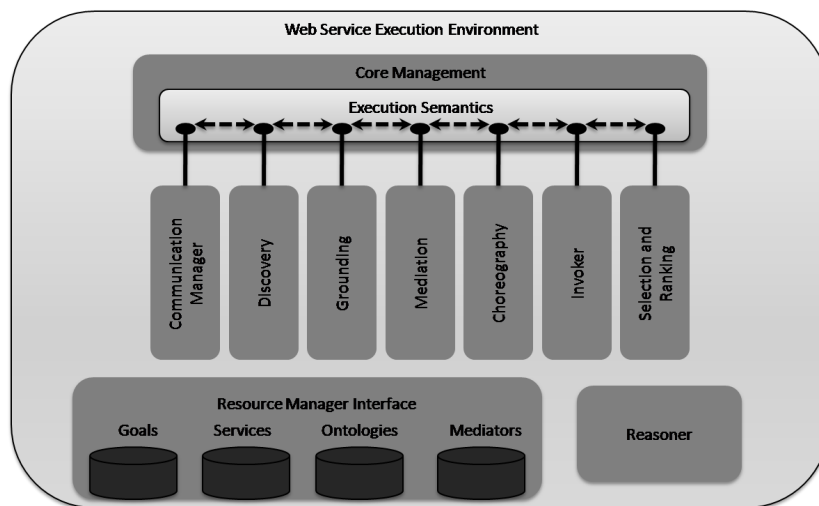 Web Service Execution Environment
Core Management
Execution Semantics
Communication
Manager
Discovery
Grounding
Mediation
Choreography
Invoker
Selection and
Ranking
Resource Manager Interface
Goals
Services
Ontologies
Mediators
Reasoner